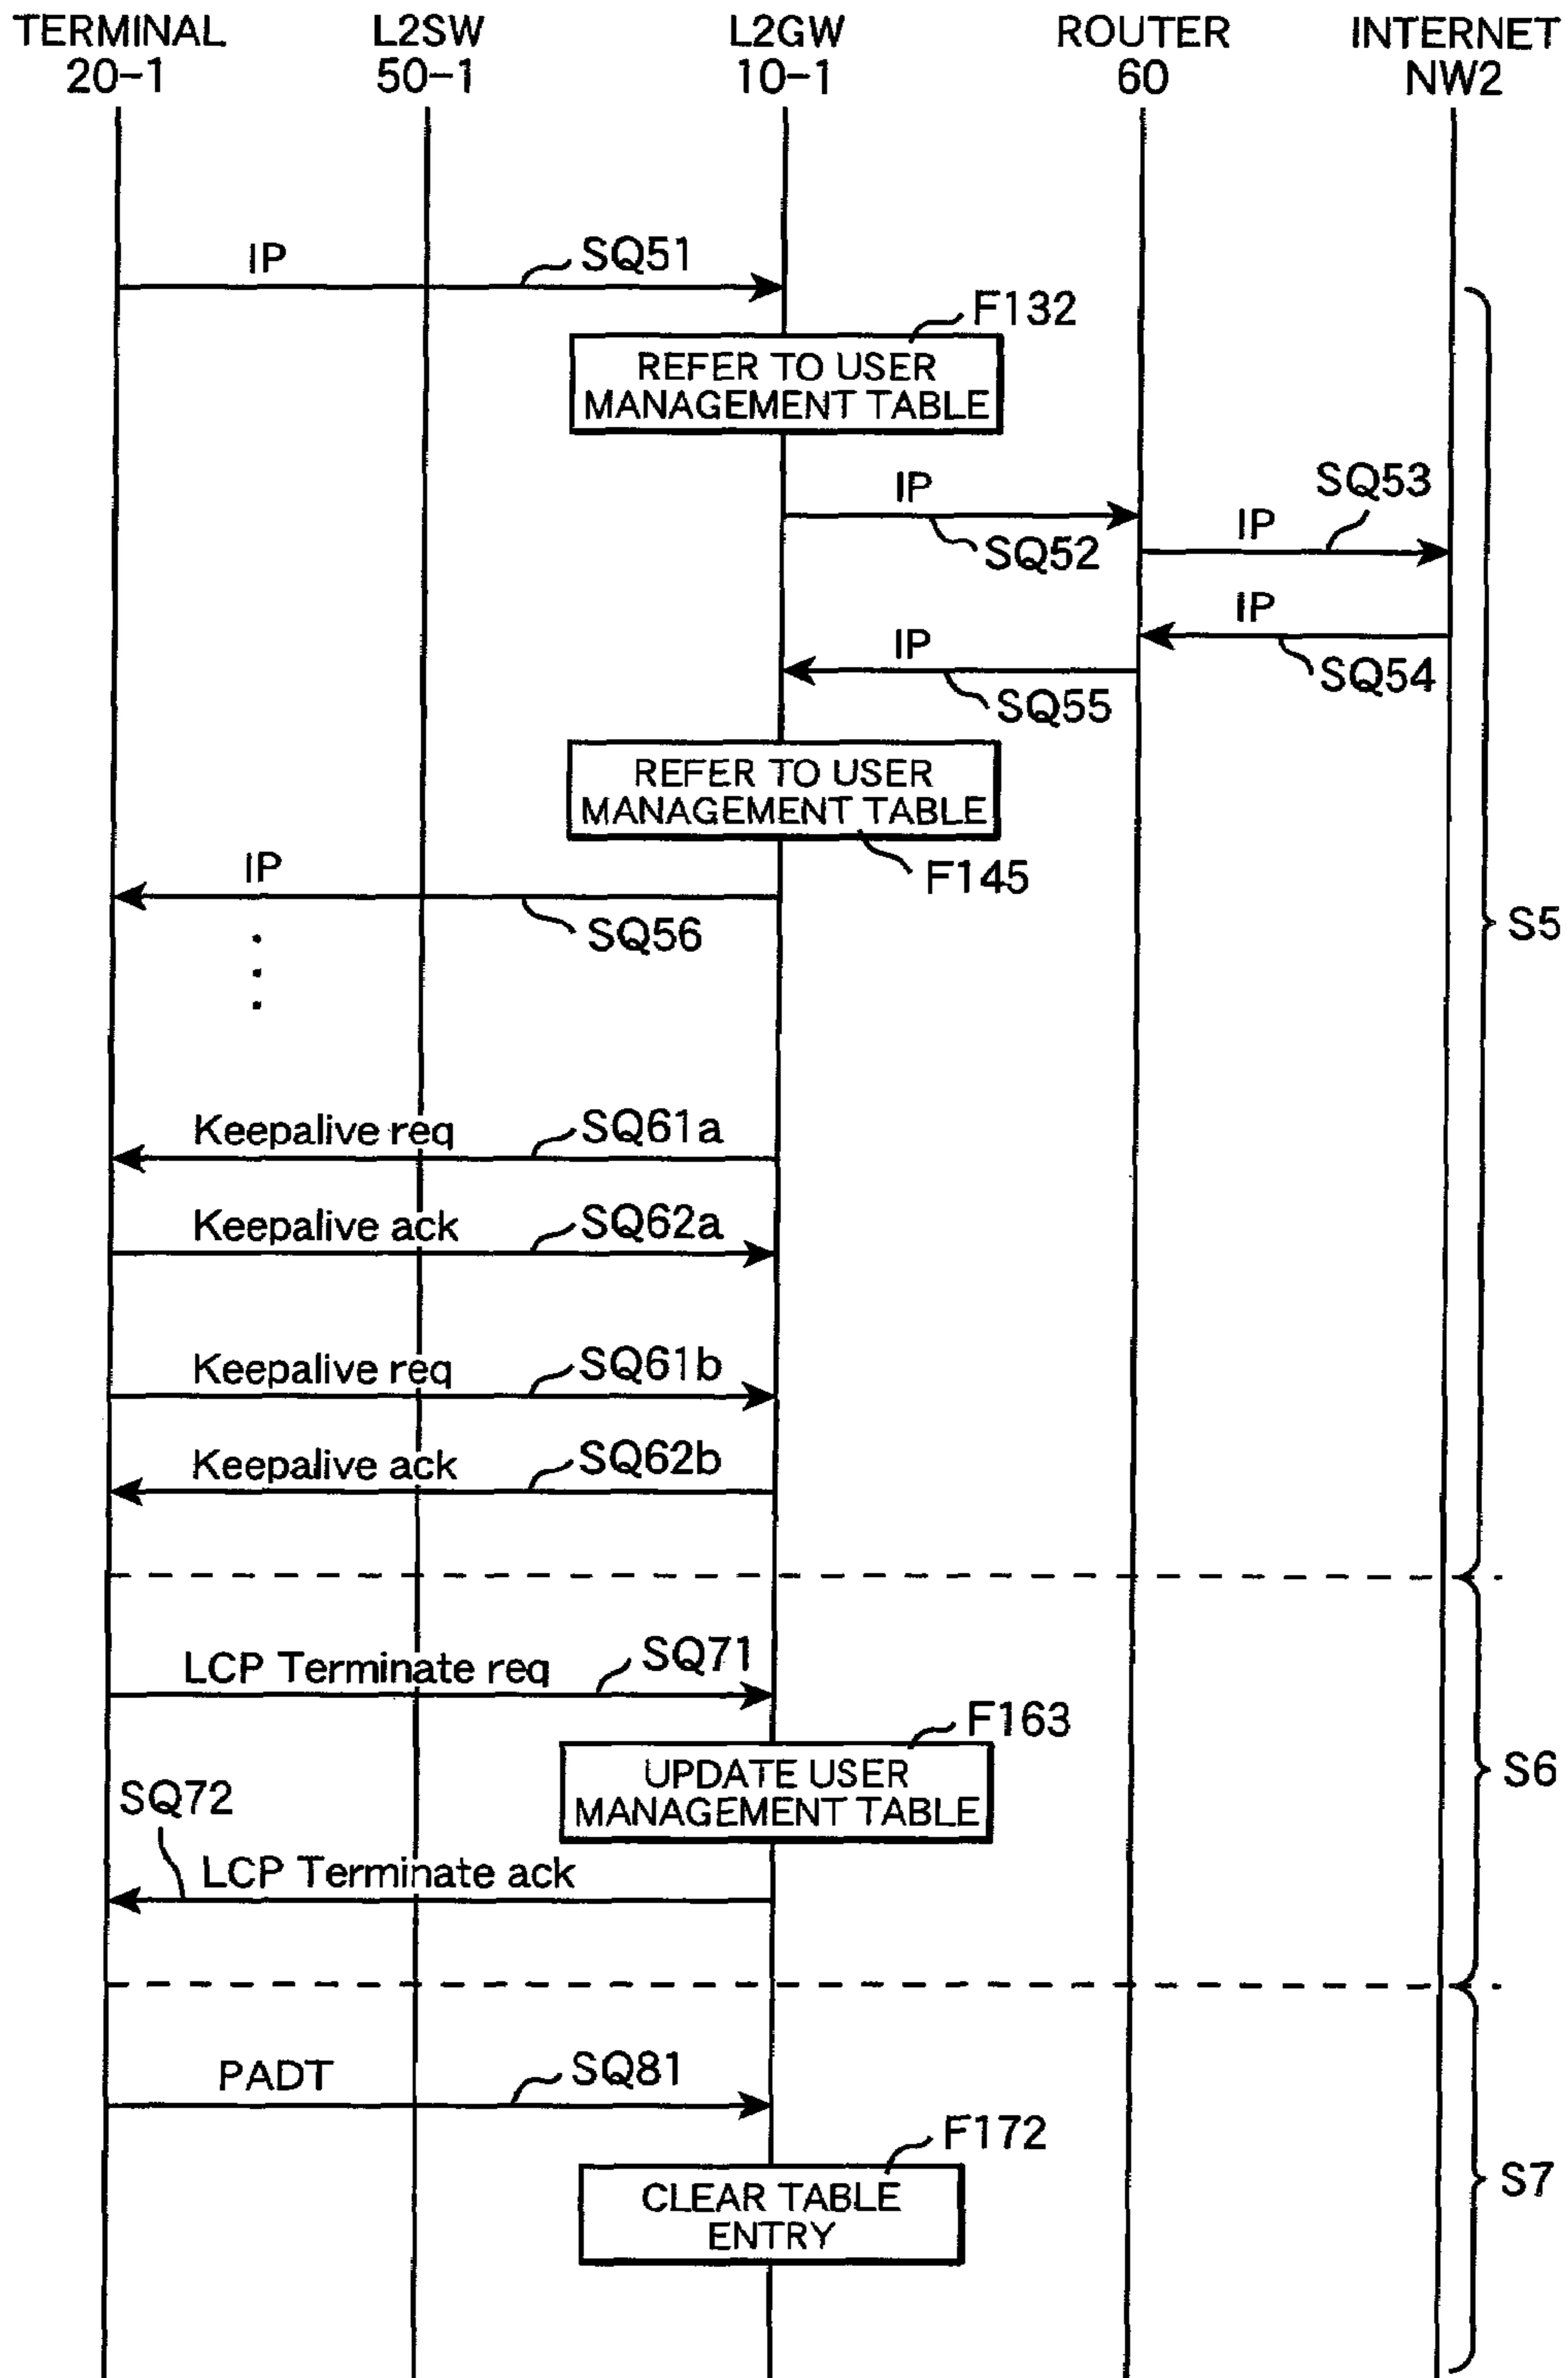 TERMINAL
20-1
L2SW
50-1
L2GW
10-1
ROUTER
60
INTERNET
NW2
IP
SQ51
F132
REFER TO USER
MANAGEMENT TABLE
IP
SQ52
SQ53
IP
IP
SQ54
IP
SQ55
REFER TO USER
MANAGEMENT TABLE
F145
IP
SQ56
S5
Keepalive req
SQ61a
Keepalive ack
SQ62a
Keepalive req
SQ61b
Keepalive ack
SQ62b
LCP Terminate req
SQ71
F163
UPDATE USER
MANAGEMENT TABLE
S6
SQ72
LCP Terminate ack
PADT
SQ81
F172
CLEAR TABLE
ENTRY
S7